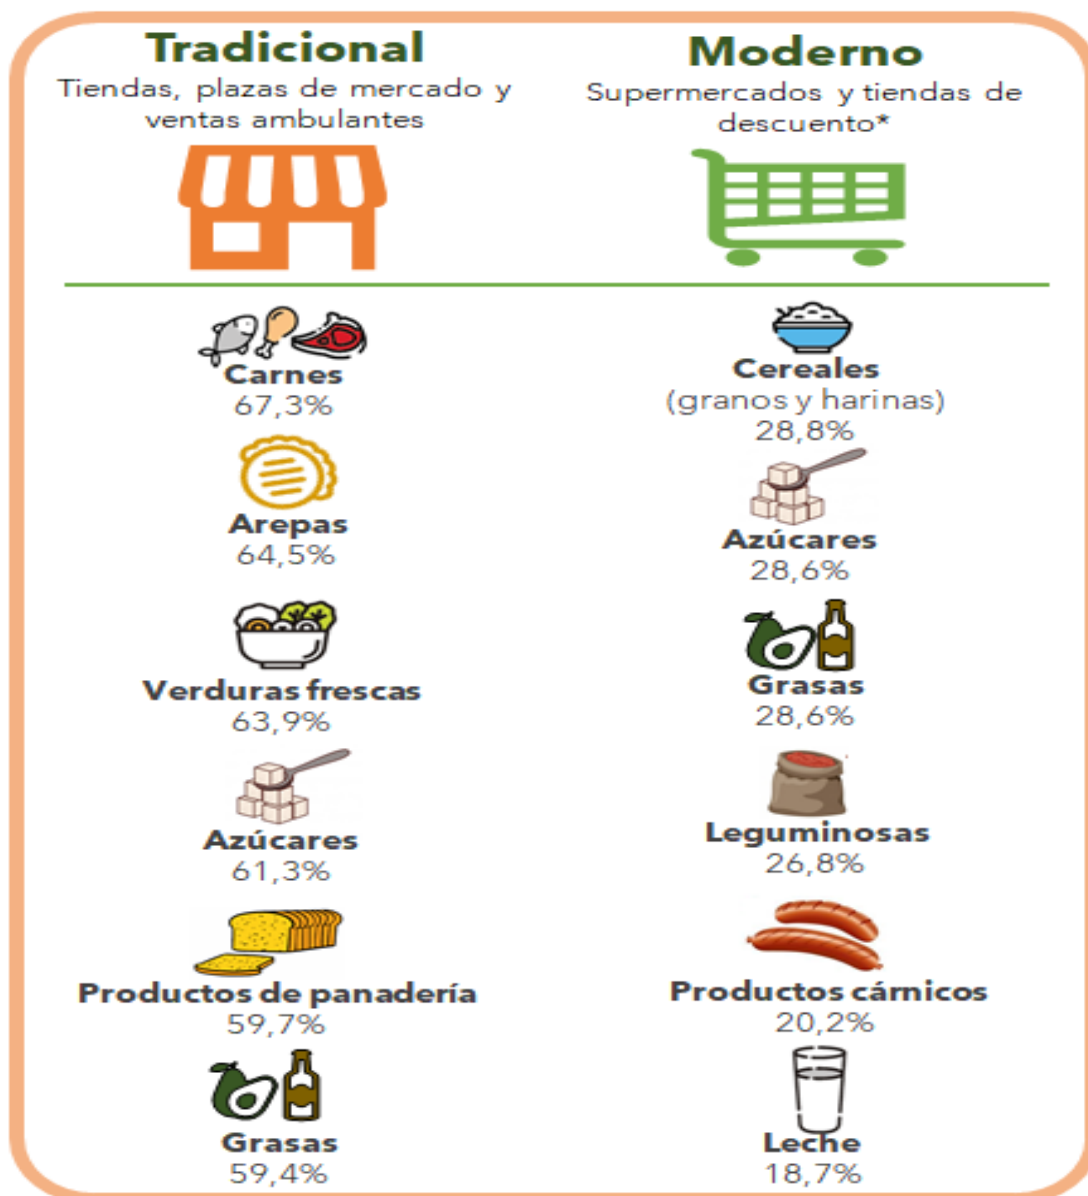 Tradicional
Tiendas, plazas de mercado y
ventas ambulantes
Carnes
67,3%
Arepas
64,5%
Verduras frescas
63,9%
Azúcares
61,3%
Productos de panadería
59,7%
Grasas
59,4%
Moderno
Supermercados y tiendas de
descuento*
Cereales
(granos y harinas)
28,8%
Azúcares
28,6%
Grasas
28,6%
Leguminosas
26,8%
Productos cárnicos
20,2%
Leche
18,7%